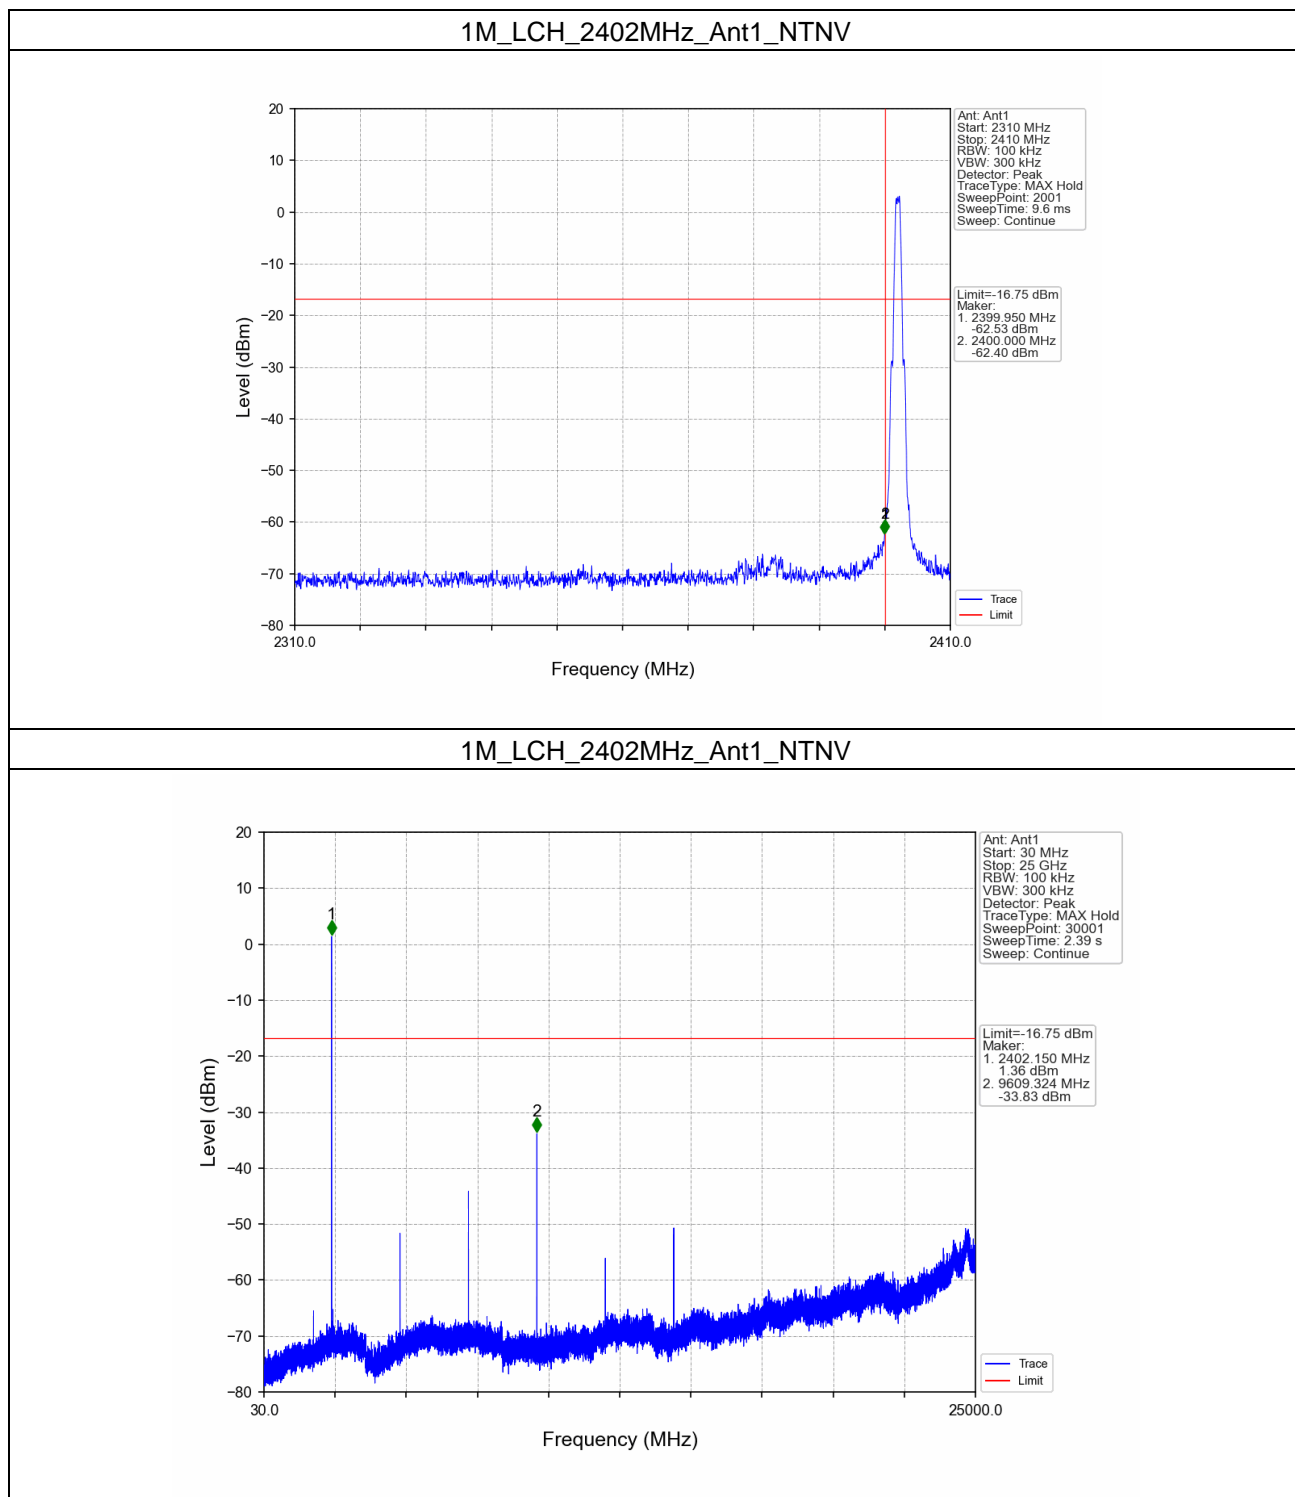 1M_LCH_2402MHz_Ant1_NTNV
20
10
0
−10
−20
−30
−40
−50
−60
−70
−80
Level (dBm)
2310.0
2410.0
Frequency (MHz)
2
Ant: Ant1
Start: 2310 MHz
Stop: 2410 MHz
RBW: 100 kHz
VBW: 300 kHz
Detector: Peak
TraceType: MAX Hold
SweepPoint: 2001
SweepTime: 9.6 ms
Sweep: Continue
Limit=-16.75 dBm
Maker:
1. 2399.950 MHz
-62.53 dBm
2. 2400.000 MHz
-62.40 dBm
Trace
Limit
1M_LCH_2402MHz_Ant1_NTNV
20
10
0
−10
−20
−30
−40
−50
−60
−70
−80
Level (dBm)
30.0
25000.0
Frequency (MHz)
1
2
Ant: Ant1
Start: 30 MHz
Stop: 25 GHz
RBW: 100 kHz
VBW: 300 kHz
Detector: Peak
TraceType: MAX Hold
SweepPoint: 30001
SweepTime: 2.39 s
Sweep: Continue
Limit=-16.75 dBm
Maker:
1. 2402.150 MHz
1.36 dBm
2. 9609.324 MHz
-33.83 dBm
Trace
Limit